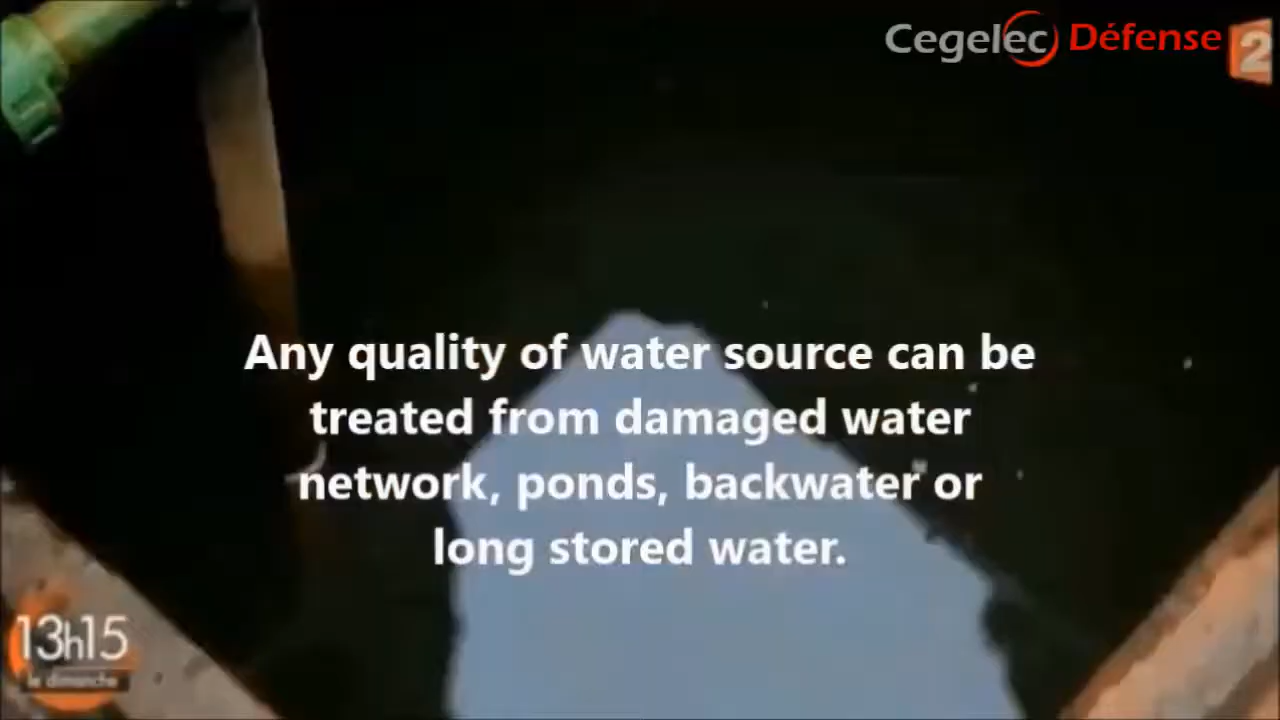 Cegelec Défense
2
Any quality of water source can be
treated from damaged water
network, ponds, backwater or
long stored water.
13h15
le dimanche